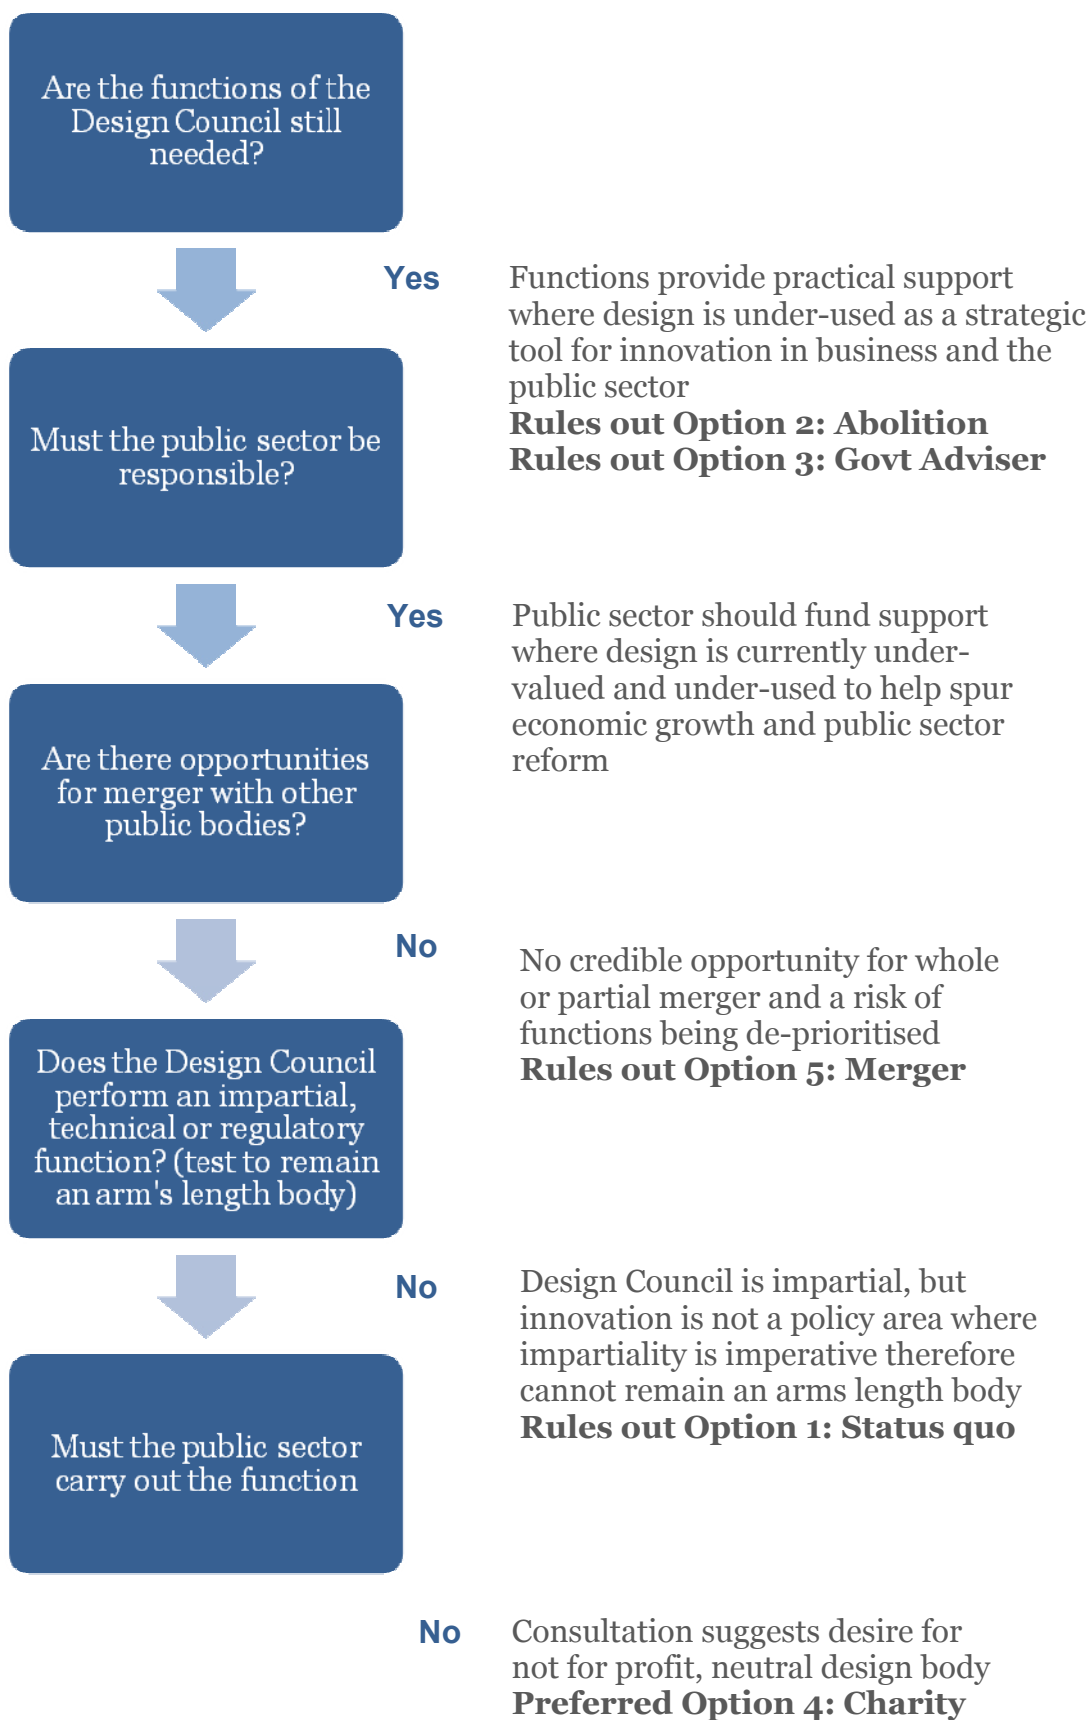 Are the functions of the
Design Council still
needed?
Yes
Functions provide practical support
where design is under-used as a strategic
tool for innovation in business and the
public sector
Rules out Option 2: Abolition
Rules out Option 3: Govt Adviser
Must the public sector be
responsible?
Yes
Public sector should fund support
where design is currently under-
valued and under-used to help spur
economic growth and public sector
reform
Are there opportunities
for merger with other
public bodies?
No
No credible opportunity for whole
or partial merger and a risk of
functions being de-prioritised
Rules out Option 5: Merger
Does the Design Council
perform an impartial,
technical or regulatory
function? (test to remain
an arm's length body)
No
Design Council is impartial, but
innovation is not a policy area where
impartiality is imperative therefore
cannot remain an arms length body
Rules out Option 1: Status quo
Must the public sector
carry out the function
No
Consultation suggests desire for
not for profit, neutral design body
Preferred Option 4: Charity